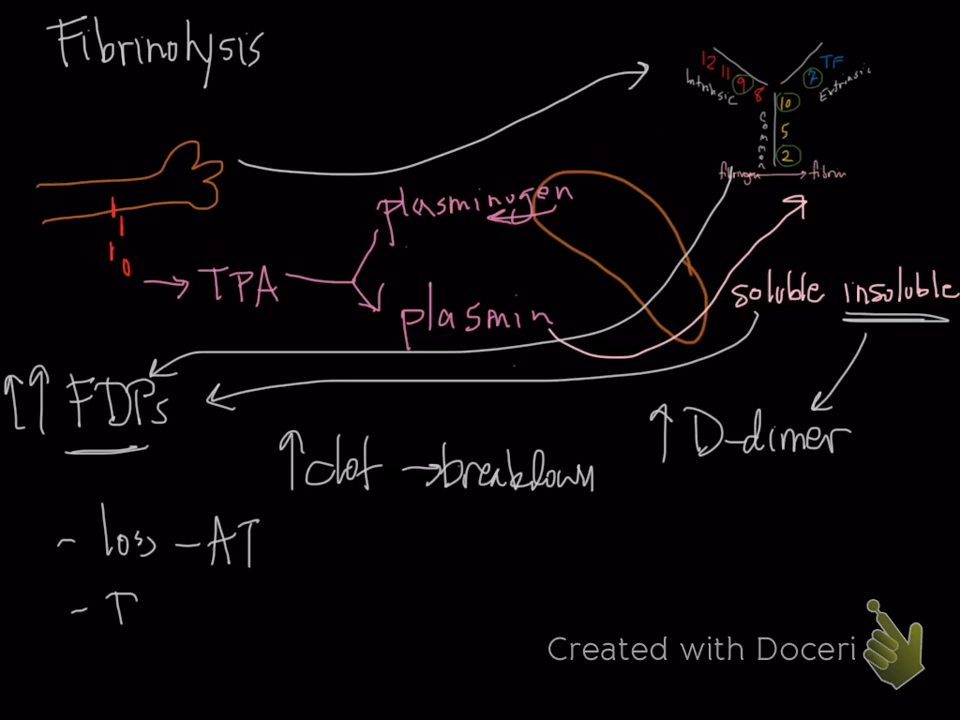 Fibrinolysis
12 11 9 8
Intrinsic
TF
7
Extrinsic
10
5
2
Common
fibrinogen → fibrin
plasminogen
→ TPA
plasmin
soluble insoluble
↑↑ FDPs
↑ D-dimer
↑ clot → breakdown
- loss - AT
- T
Created with Doceri